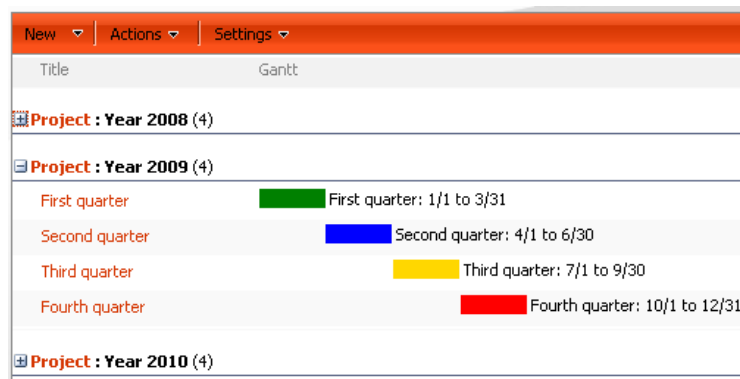 New Actions Settings
Title Gantt
Project : Year 2008 (4)
Project : Year 2009 (4)
First quarter First quarter: 1/1 to 3/31
Second quarter Second quarter: 4/1 to 6/30
Third quarter Third quarter: 7/1 to 9/30
Fourth quarter Fourth quarter: 10/1 to 12/31
Project : Year 2010 (4)